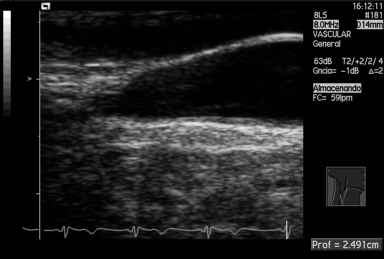 16:12:11
8L5 #181
8.0MHz D14mm
VASCULAR
General
63dB T2/+2/2/ 4
Gncia= -1dB Δ=2
Almacenando
FC= 59lpm
Prof = 2.491cm